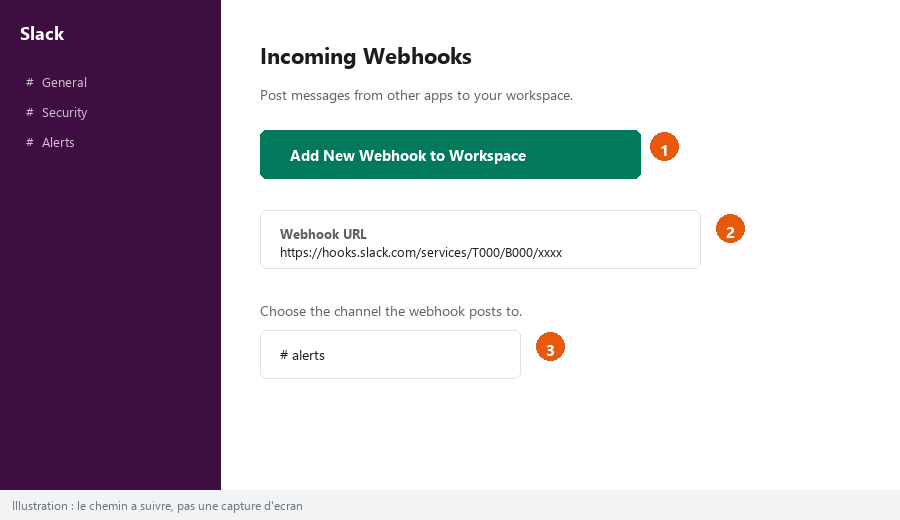 Slack
# General
# Security
# Alerts
Incoming Webhooks
Post messages from other apps to your workspace.
Add New Webhook to Workspace
1
Webhook URL
https://hooks.slack.com/services/T000/B000/xxxx
2
Choose the channel the webhook posts to.
# alerts
3
Illustration : le chemin a suivre, pas une capture d'ecran